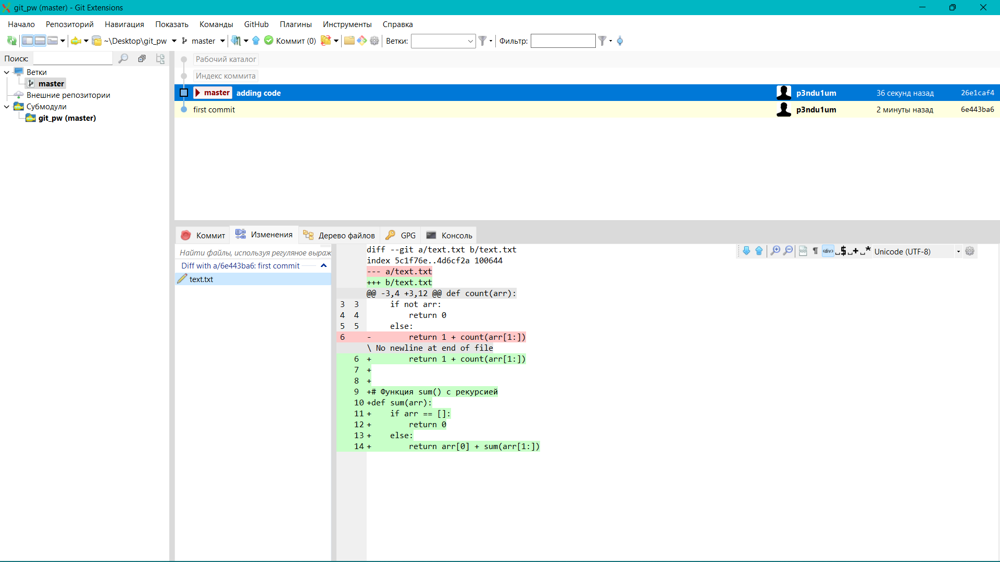 git_pw (master) - Git Extensions
Начало Репозиторий Навигация Показать Команды GitHub Плагины Инструменты Справка
~\Desktop\git_pw master Коммит (0) Ветки: Фильтр:
Поиск:
Ветки
master
Внешние репозитории
Субмодули
git_pw (master)
Рабочий каталог
Индекс коммита
master adding code p3ndu1um 36 секунд назад 26e1caf4
first commit p3ndu1um 2 минуты назад 6e443ba6
Коммит Изменения Дерево файлов GPG Консоль
Найти файлы, используя регуляное выраж
Diff with a/6e443ba6: first commit
text.txt
<div> Unicode (UTF-8)
diff --git a/text.txt b/text.txt
index 5c1f76e..4d6cf2a 100644
--- a/text.txt
+++ b/text.txt
@@ -3,4 +3,12 @@ def count(arr):
3 3 if not arr:
4 4 return 0
5 5 else:
6 - return 1 + count(arr[1:])
\ No newline at end of file
6 + return 1 + count(arr[1:])
7 +
8 +
9 +# Функция sum() с рекурсией
10 +def sum(arr):
11 + if arr == []:
12 + return 0
13 + else:
14 + return arr[0] + sum(arr[1:])